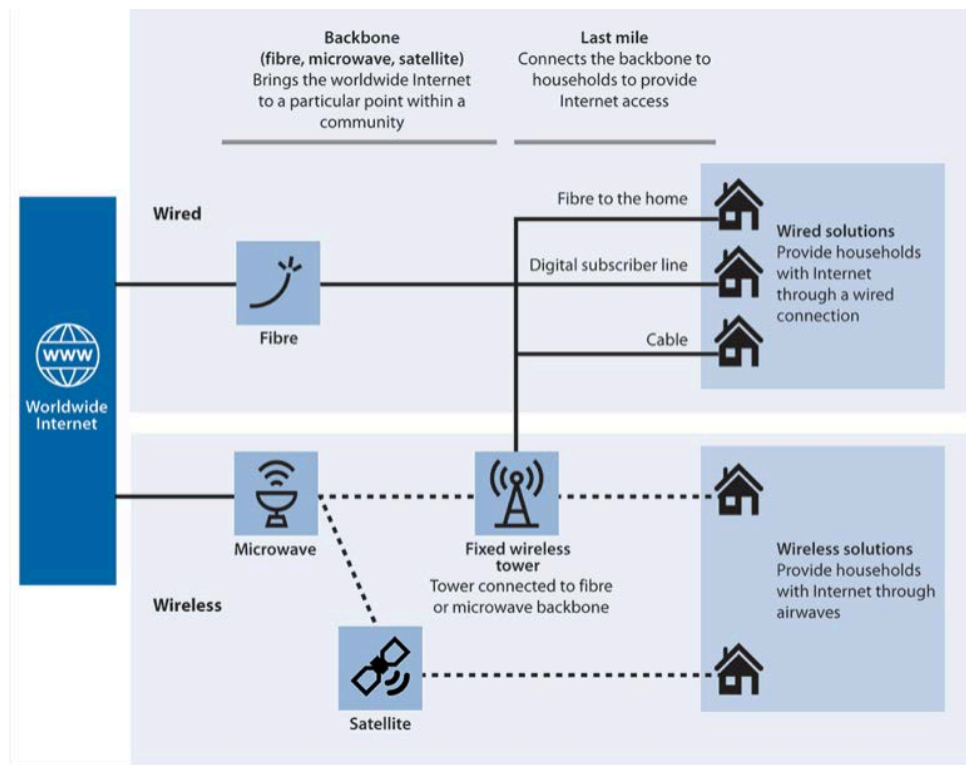 Backbone
(fibre, microwave, satellite)
Brings the worldwide Internet
to a particular point within a
community
Last mile
Connects the backbone to
households to provide
Internet access
Wired
Fibre to the home
Digital subscriber line
Cable
Fibre
Wired solutions
Provide households
with Internet
through a wired
connection
WWW
Worldwide
Internet
Microwave
Fixed wireless
tower
Tower connected to fibre
or microwave backbone
Wireless solutions
Provide households
with Internet through
airwaves
Wireless
Satellite